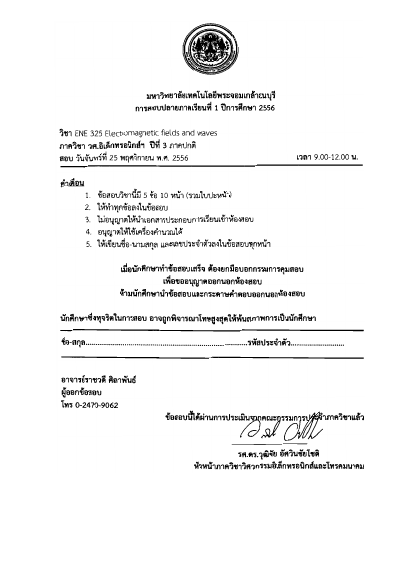 มหาวิทยาลัยเทคโนโลยีพระจอมเกล้าธนบุรี
การสอบปลายภาคเรียนที่ 1 ปีการศึกษา 2556
วิชา ENE 325 Electromagnetic fields and waves
ภาควิชา วศ.อิเล็กทรอนิกส์ฯ ปีที่ 3 ภาคปกติ
สอบ วันจันทร์ที่ 25 พฤศจิกายน พ.ศ. 2556 เวลา 9.00-12.00 น.
คำเตือน
1. ข้อสอบวิชานี้มี 5 ข้อ 10 หน้า (รวมใบปะหน้า)
2. ให้ทำทุกข้อลงในข้อสอบ
3. ไม่อนุญาตให้นำเอกสารประกอบการเรียนเข้าห้องสอบ
4. อนุญาตให้ใช้เครื่องคำนวณได้
5. ให้เขียนชื่อ-นามสกุล และเลขประจำตัวลงในข้อสอบทุกหน้า
เมื่อนักศึกษาทำข้อสอบเสร็จ ต้องยกมือบอกกรรมการคุมสอบ
เพื่อขออนุญาตออกนอกห้องสอบ
ห้ามนักศึกษานำข้อสอบและกระดาษคำตอบออกนอกห้องสอบ
นักศึกษาซึ่งทุจริตในการสอบ อาจถูกพิจารณาโทษสูงสุดให้พ้นสภาพการเป็นนักศึกษา
ชื่อ-สกุล..........................................................รหัสประจำตัว......................
อาจารย์ราชวดี ศิลาพันธ์
ผู้ออกข้อสอบ
โทร 0-2470-9062
ข้อสอบนี้ได้ผ่านการประเมินจากคณะกรรมการประจำภาควิชาแล้ว
รศ.ดร.วุฒิชัย อัศวินชัยโชติ
หัวหน้าภาควิชาวิศวกรรมอิเล็กทรอนิกส์และโทรคมนาคม